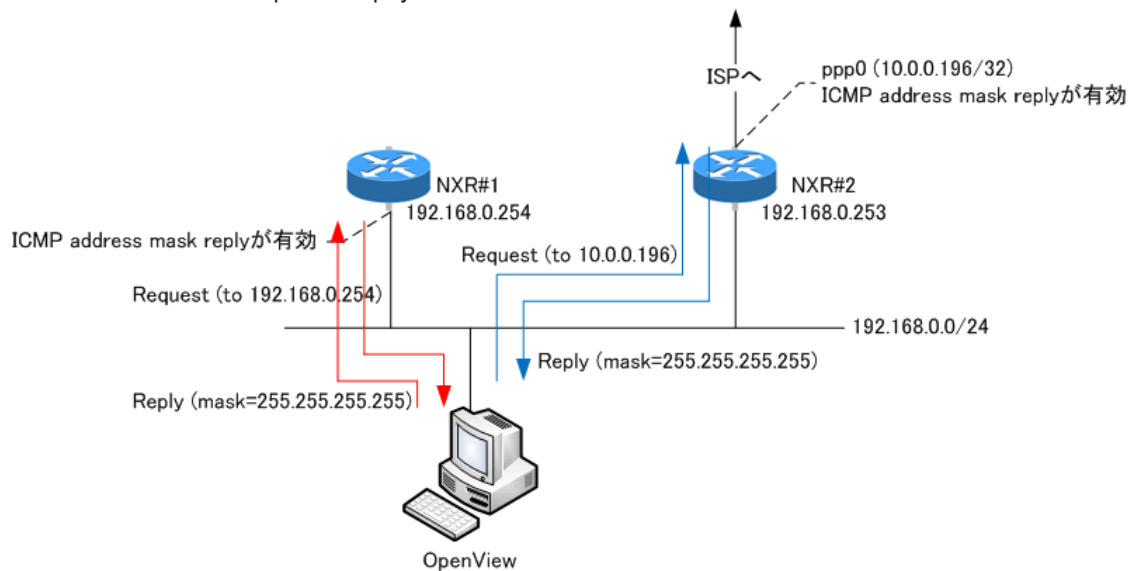 ISPへ
ppp0 (10.0.0.196/32)
ICMP address mask replyが有効
NXR#1
192.168.0.254
NXR#2
192.168.0.253
ICMP address mask replyが有効
Request (to 10.0.0.196)
Request (to 192.168.0.254)
192.168.0.0/24
Reply (mask=255.255.255.255)
Reply (mask=255.255.255.255)
OpenView